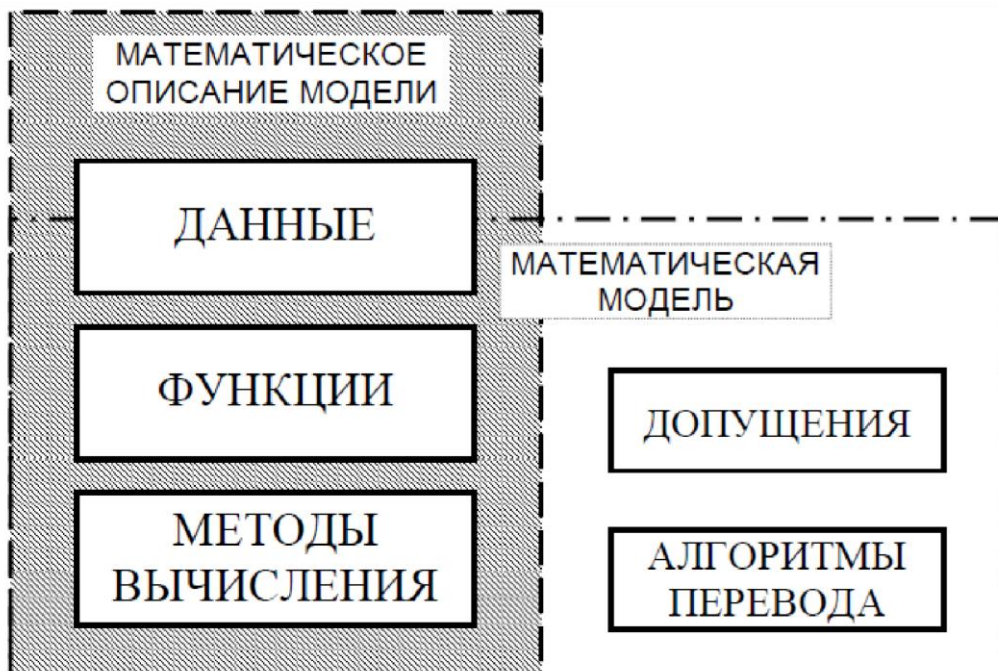 МАТЕМАТИЧЕСКОЕ
ОПИСАНИЕ МОДЕЛИ
ДАННЫЕ
МАТЕМАТИЧЕСКАЯ
МОДЕЛЬ
ФУНКЦИИ
ДОПУЩЕНИЯ
МЕТОДЫ
ВЫЧИСЛЕНИЯ
АЛГОРИТМЫ
ПЕРЕВОДА